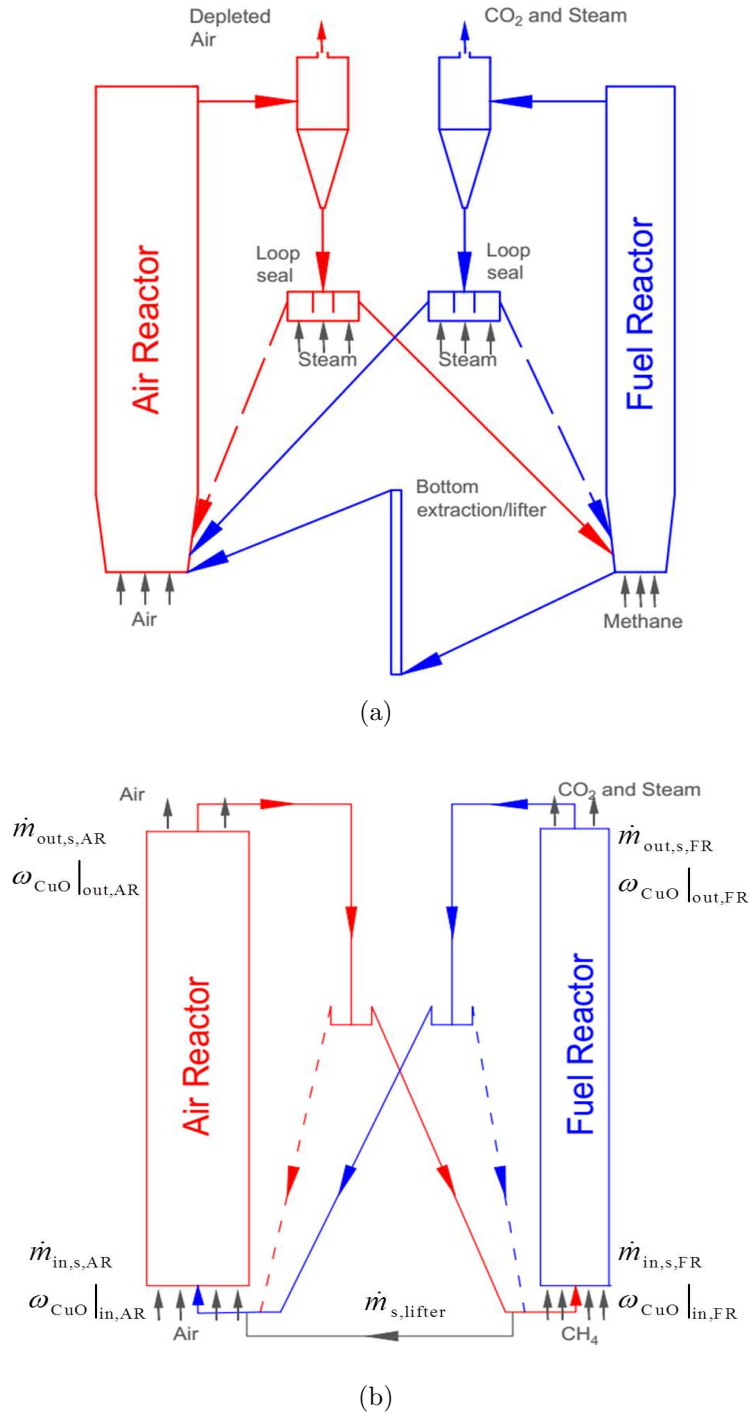 Depleted
Air
CO₂ and Steam
Air Reactor
Loop
seal
Loop
seal
Fuel Reactor
Steam
Steam
Bottom
extraction/lifter
Air
Methane
(a)
Air
CO₂ and Steam
ṁout,s,AR
ṁout,s,FR
ωCuO|out,AR
ωCuO|out,FR
Air Reactor
Fuel Reactor
ṁin,s,AR
ṁin,s,FR
ṁs,lifter
ωCuO|in,AR
ωCuO|in,FR
Air
CH₄
(b)